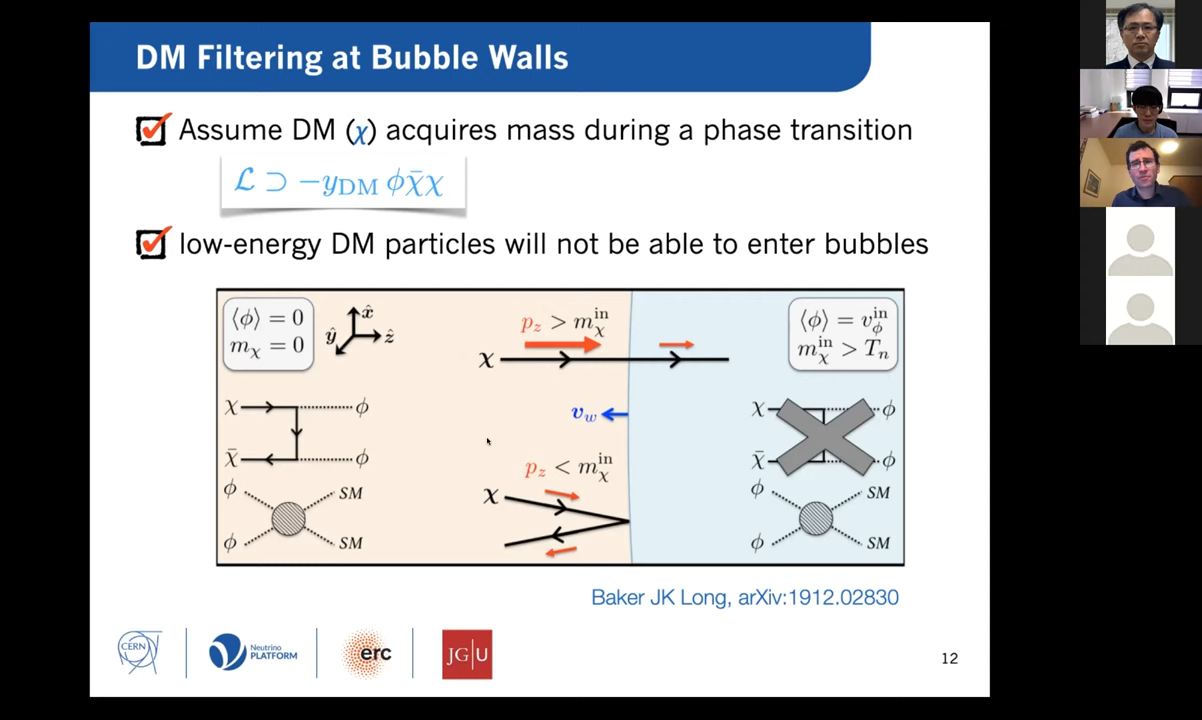 DM Filtering at Bubble Walls
Assume DM (χ) acquires mass during a phase transition
ℒ ⊃ −y_DM ϕχ̄χ
low-energy DM particles will not be able to enter bubbles
⟨ϕ⟩ = 0
m_χ = 0
x̂
ŷ
ẑ
p_z > m_χ^in
χ
⟨ϕ⟩ = v_ϕ^in
m_χ^in > T_n
χ
ϕ
χ̄
ϕ
v_w
χ
ϕ
χ̄
ϕ
p_z < m_χ^in
χ
ϕ
SM
ϕ
SM
ϕ
SM
ϕ
SM
Baker JK Long, arXiv:1912.02830
CERN
Neutrino
PLATFORM
erc
JG|U
12